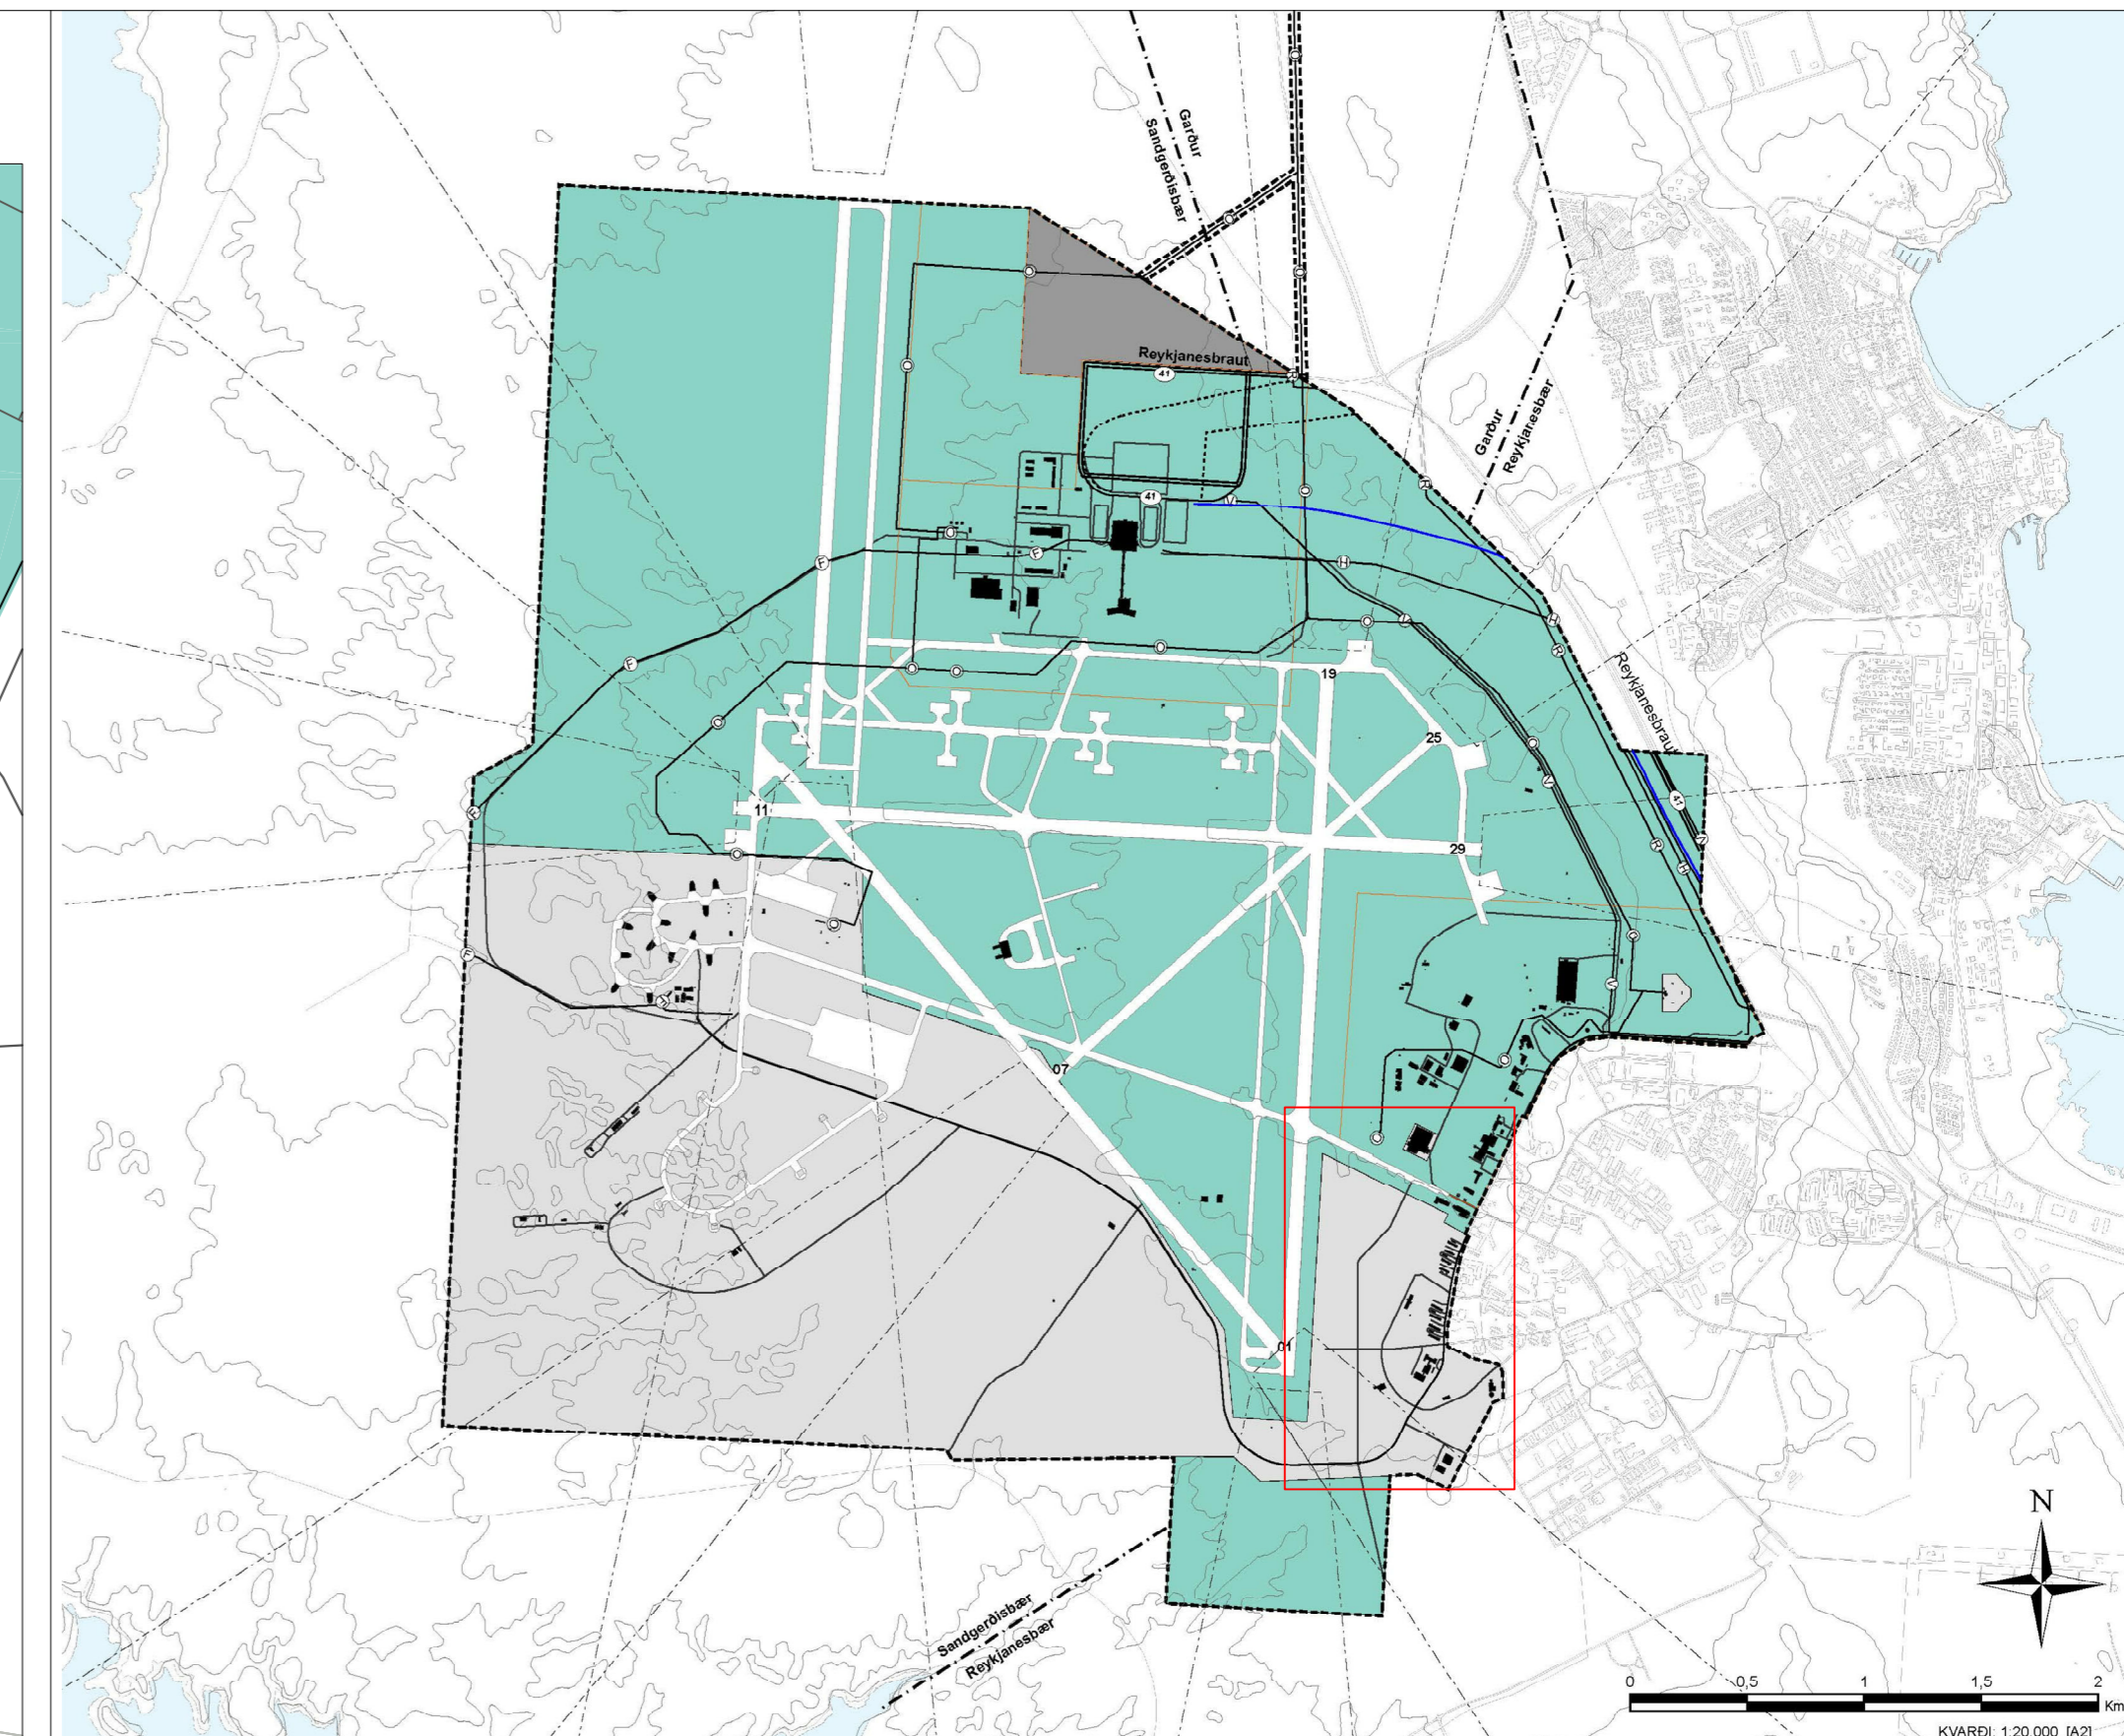 Garður
Sandgerðisbær
Reykjanesbraut
41
Garður
Reykjanesbær
41
Reykjanesbraut
19
25
41
11
29
07
01
Sandgerðisbær
Reykjanesbær
N
0 0,5 1 1,5 2
Km
KVARÐI: 1:20.000 [A2]